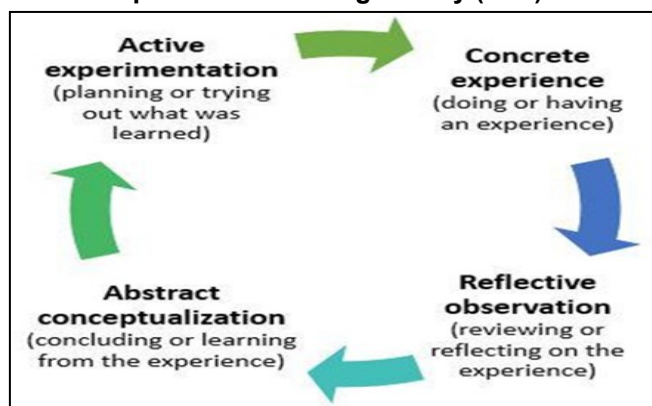 Active
experimentation
(planning or trying
out what was
learned)
Concrete
experience
(doing or having
an experience)
Reflective
observation
(reviewing or
reflecting on the
experience)
Abstract
conceptualization
(concluding or learning
from the experience)